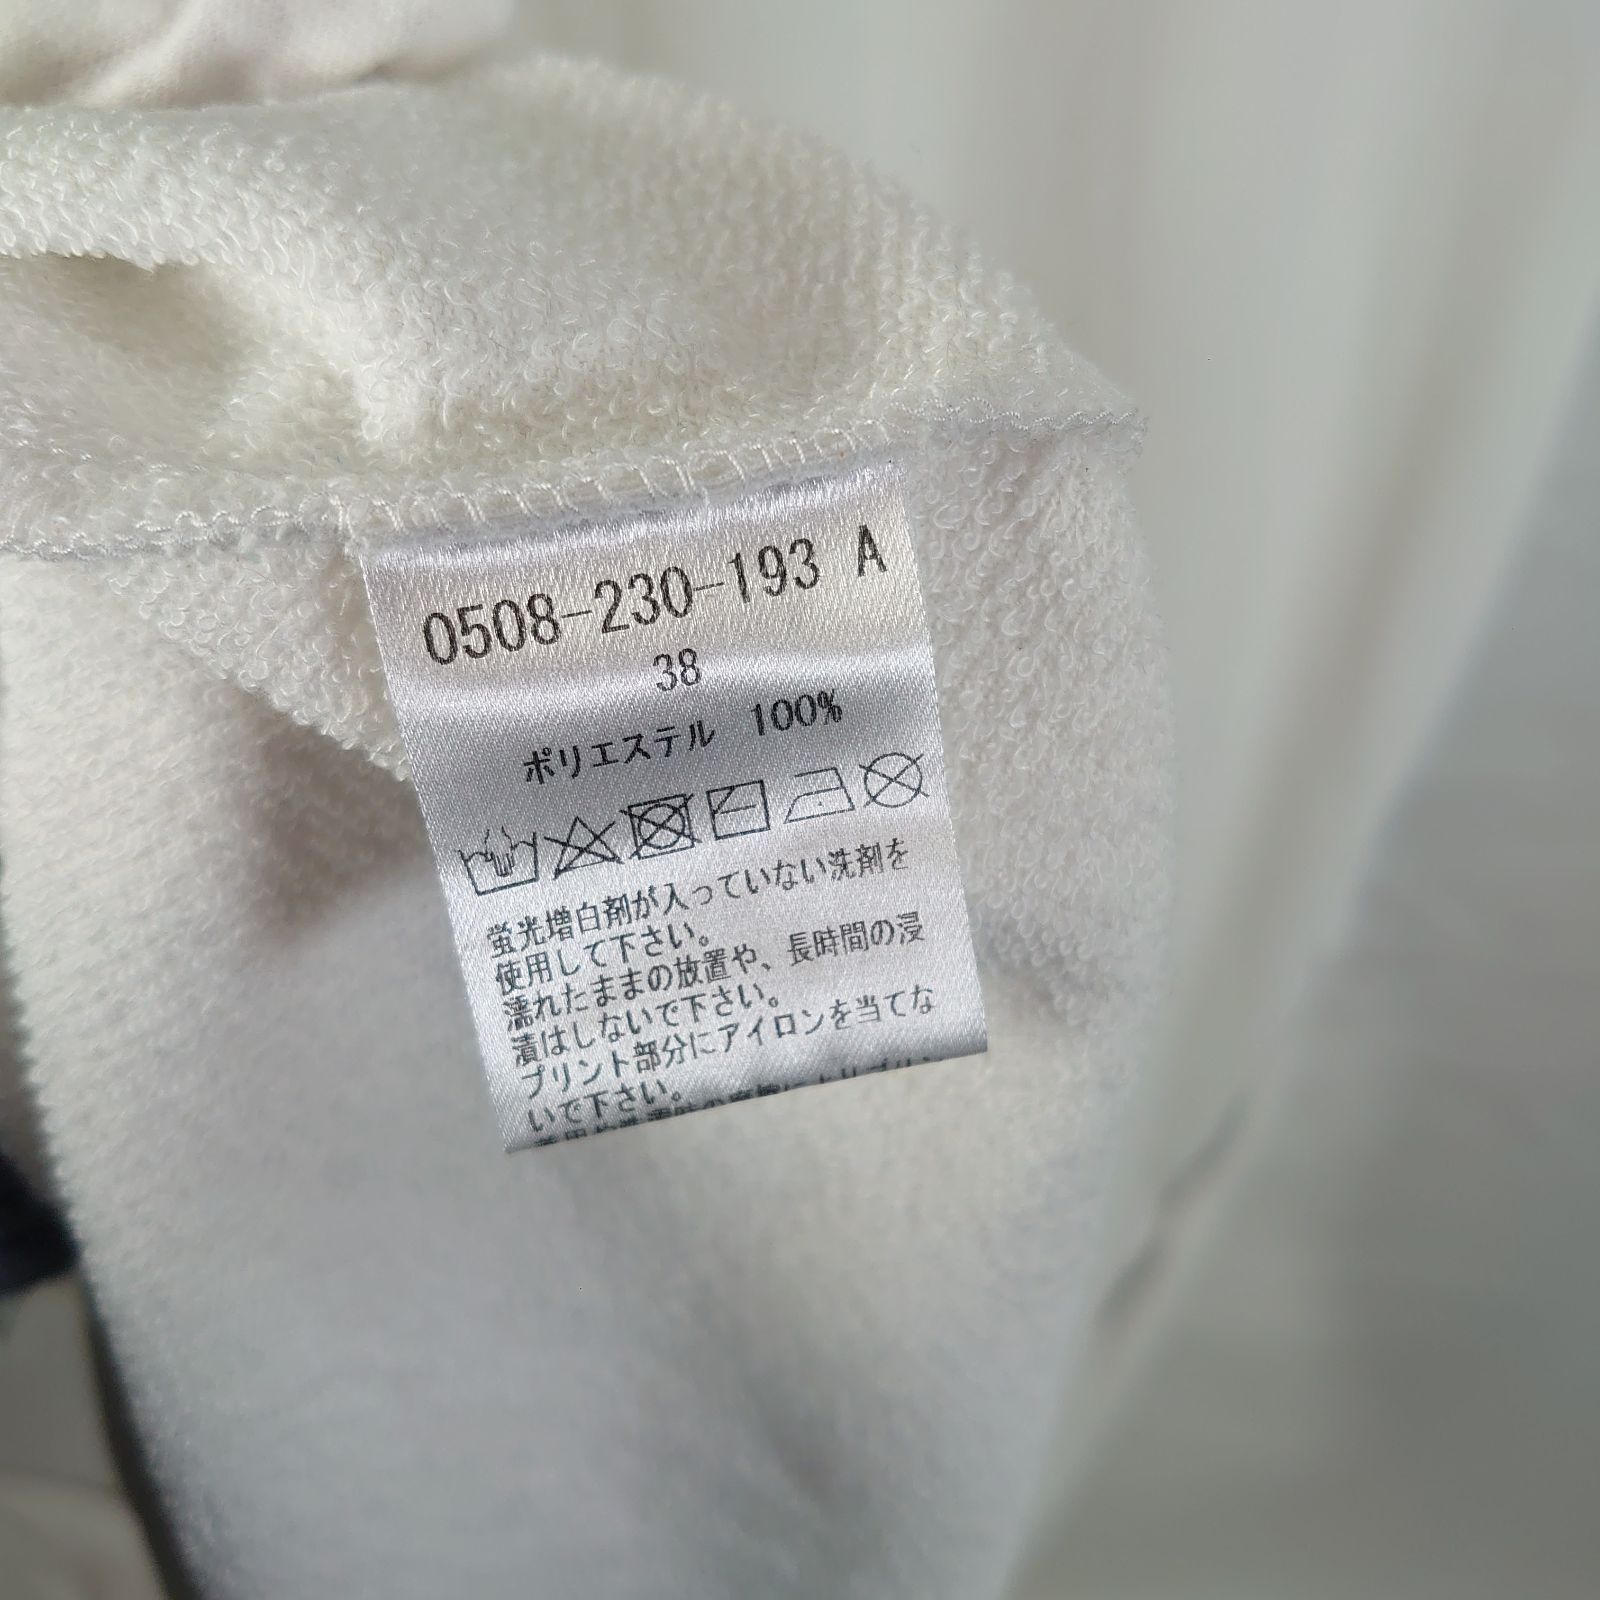 0508-230-193 A
38
ポリエステル 100%
蛍光増白剤が入っていない洗剤を
使用して下さい。
濡れたままの放置や、長時間の浸
漬はしないで下さい。
プリント部分にアイロンを当てな
いで下さい。